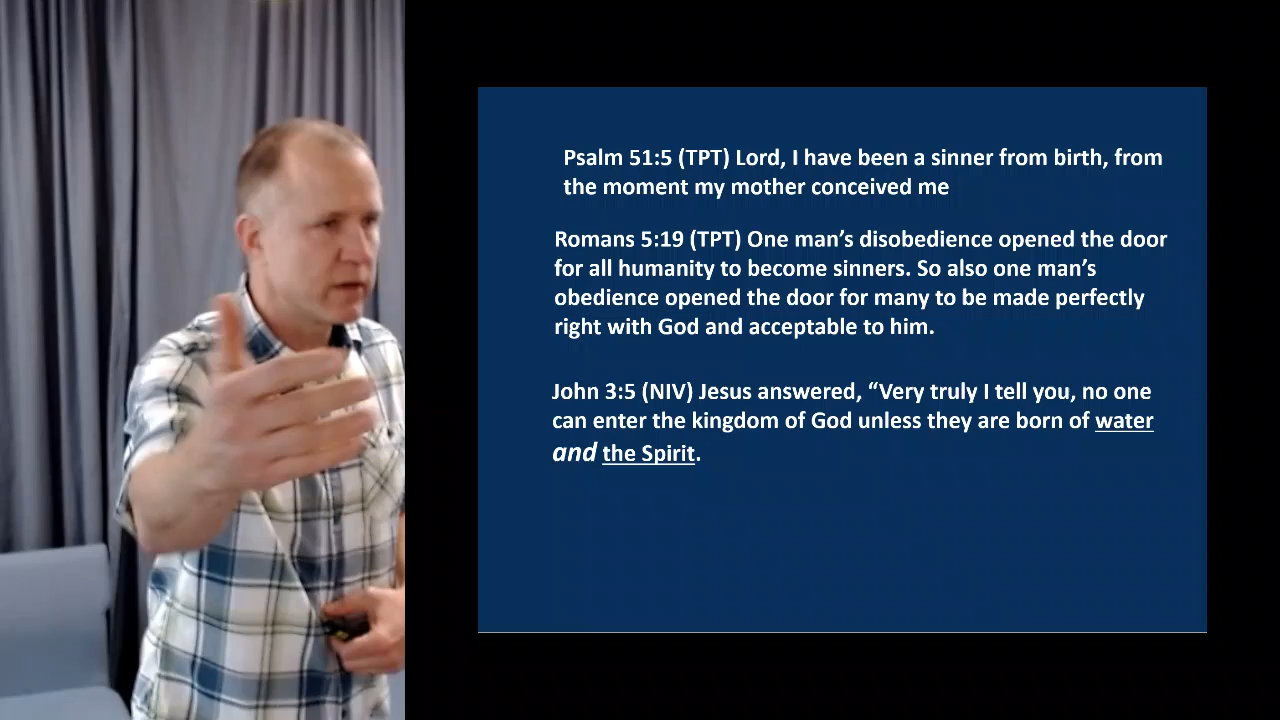 Psalm 51:5 (TPT) Lord, I have been a sinner from birth, from
the moment my mother conceived me
Romans 5:19 (TPT) One man’s disobedience opened the door
for all humanity to become sinners. So also one man’s
obedience opened the door for many to be made perfectly
right with God and acceptable to him.
John 3:5 (NIV) Jesus answered, “Very truly I tell you, no one
can enter the kingdom of God unless they are born of water
and the Spirit.